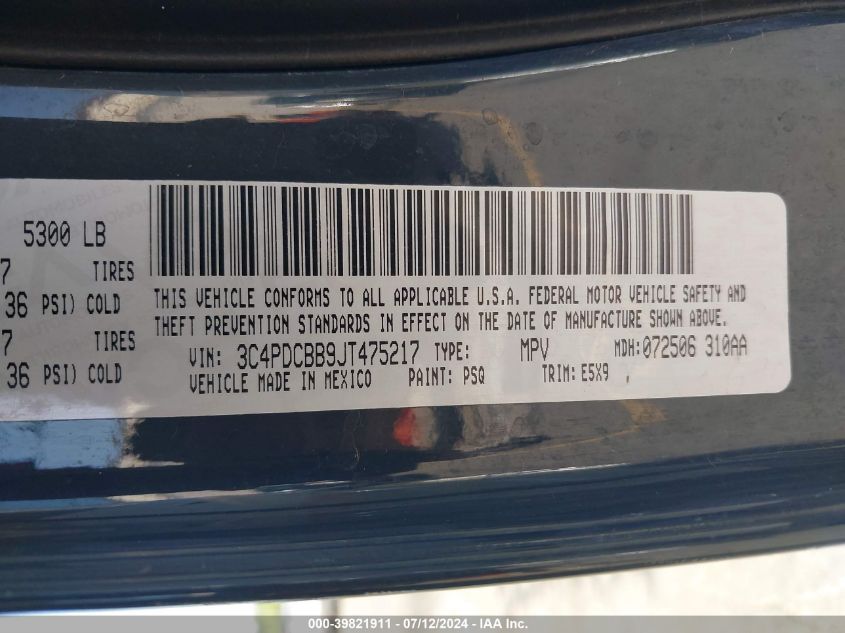 5300 LB
7 TIRES
36 PSI) COLD
7 TIRES
36 PSI) COLD
THIS VEHICLE CONFORMS TO ALL APPLICABLE U.S.A. FEDERAL MOTOR VEHICLE SAFETY AND
THEFT PREVENTION STANDARDS IN EFFECT ON THE DATE OF MANUFACTURE SHOWN ABOVE.
VIN: 3C4PDCBB9JT475217 TYPE: MPV MDH: 072506 310AA
VEHICLE MADE IN MEXICO PAINT: PSQ TRIM: E5X9 ,
000-39821911 - 07/12/2024 - IAA Inc.